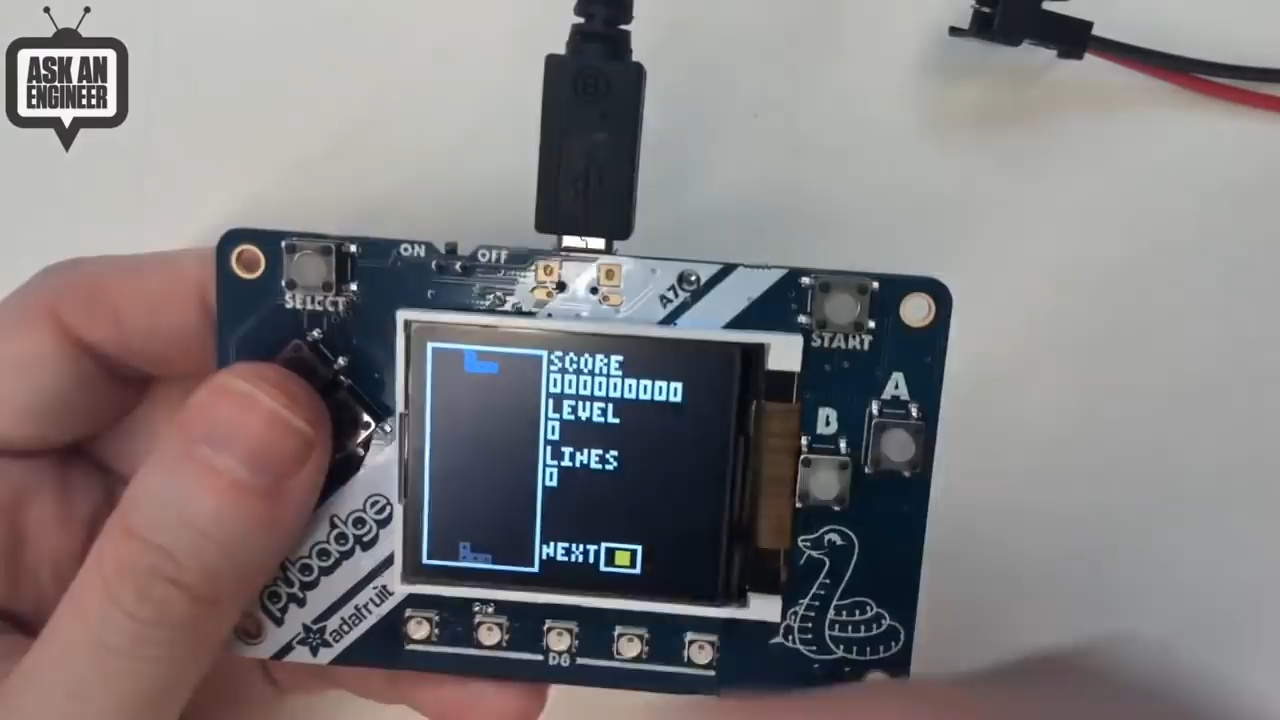 ASK AN
ENGINEER
ON OFF
SELECT
A7
START
A
B
SCORE
000000000
LEVEL
0
LINES
0
NEXT
pybadge
adafruit
D8